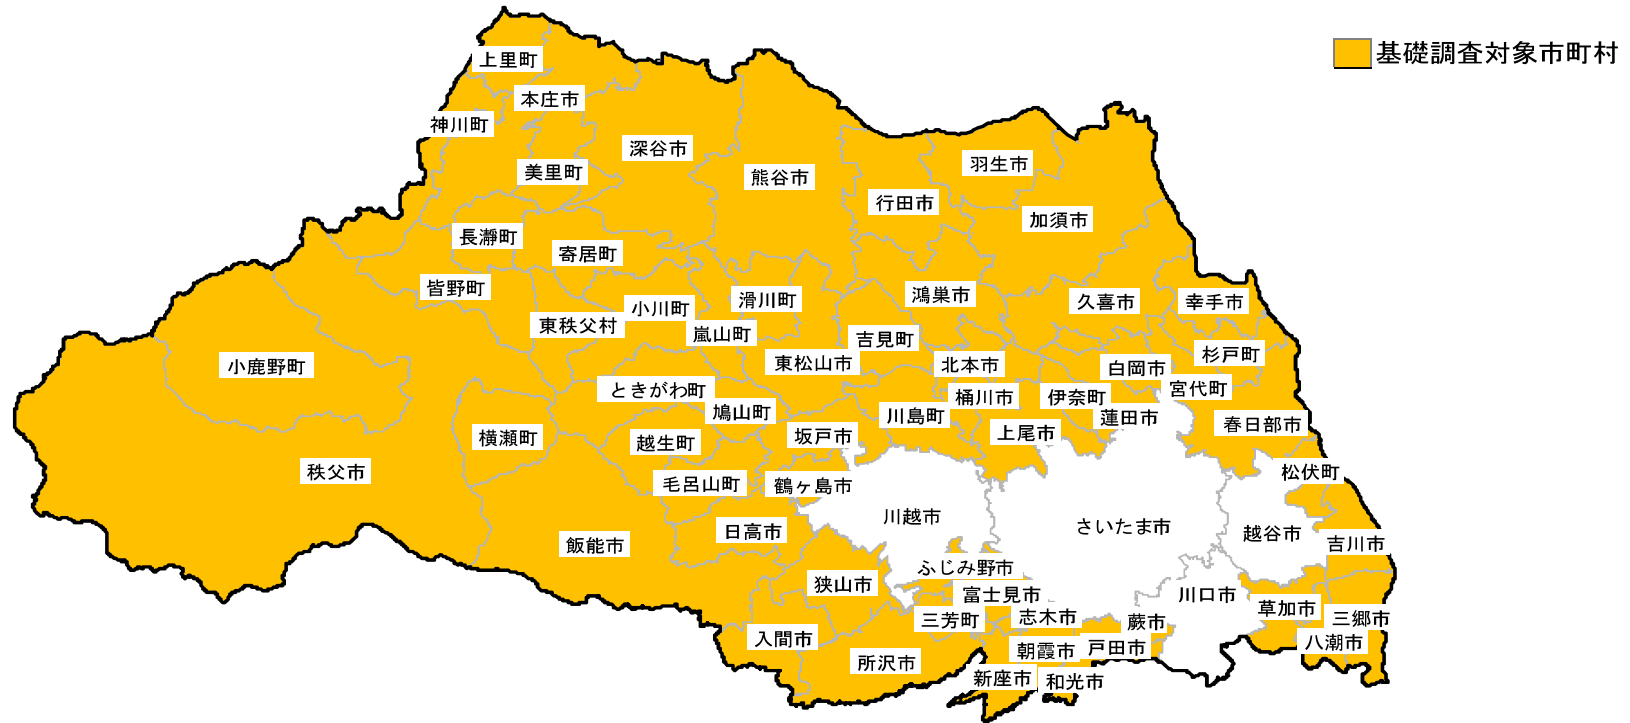 基礎調査対象市町村
上里町
本庄市
神川町
美里町
深谷市
熊谷市
行田市
羽生市
加須市
長瀞町
寄居町
皆野町
小川町
東秩父村
嵐山町
滑川町
鴻巣市
久喜市
幸手市
吉見町
東松山市
北本市
白岡市
杉戸町
小鹿野町
ときがわ町
鳩山町
川島町
桶川市
伊奈町
宮代町
蓮田市
春日部市
横瀬町
越生町
坂戸市
上尾市
秩父市
毛呂山町
鶴ヶ島市
松伏町
川越市
さいたま市
越谷市
吉川市
飯能市
日高市
ふじみ野市
狭山市
富士見市
川口市
草加市
三郷市
三芳町
志木市
蕨市
入間市
所沢市
朝霞市
戸田市
八潮市
新座市
和光市